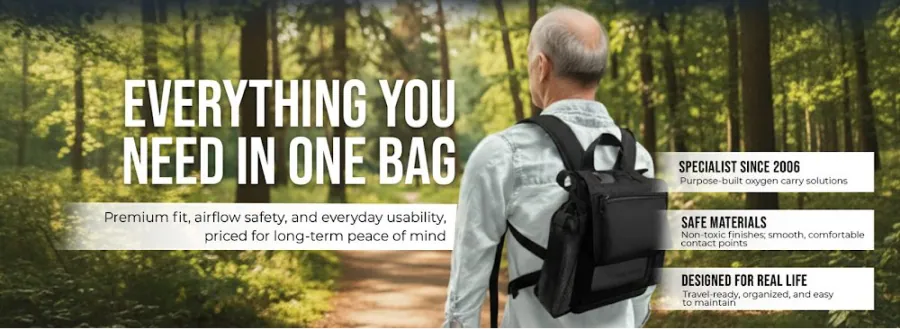 EVERYTHING YOU
NEED IN ONE BAG
Premium fit, airflow safety, and everyday usability,
priced for long-term peace of mind
SPECIALIST SINCE 2006
Purpose-built oxygen carry solutions
SAFE MATERIALS
Non-toxic finishes; smooth, comfortable
contact points
DESIGNED FOR REAL LIFE
Travel-ready, organized, and easy
to maintain